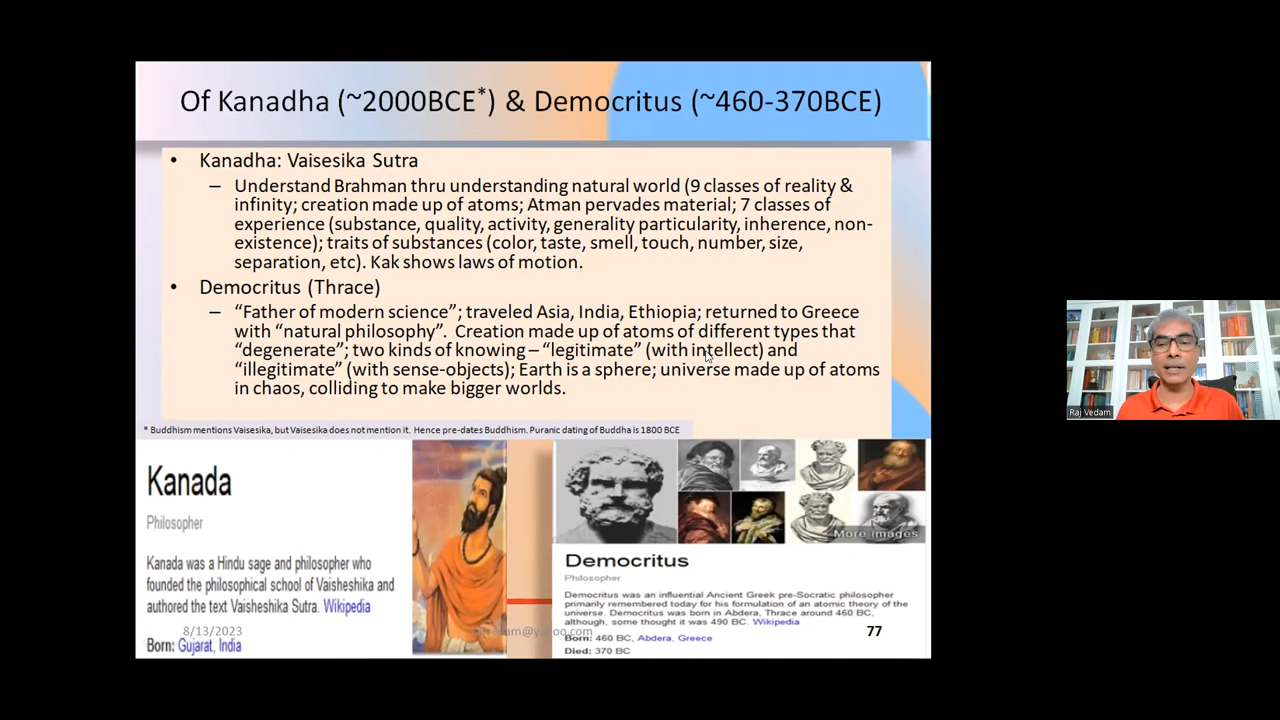 Of Kanadha (~2000BCE*) & Democritus (~460-370BCE)
• Kanadha: Vaisesika Sutra
– Understand Brahman thru understanding natural world (9 classes of reality &
infinity; creation made up of atoms; Atman pervades material; 7 classes of
experience (substance, quality, activity, generality particularity, inherence, non-
existence); traits of substances (color, taste, smell, touch, number, size,
separation, etc). Kak shows laws of motion.
• Democritus (Thrace)
– “Father of modern science”; traveled Asia, India, Ethiopia; returned to Greece
with “natural philosophy”. Creation made up of atoms of different types that
“degenerate”; two kinds of knowing – “legitimate” (with intellect) and
“illegitimate” (with sense-objects); Earth is a sphere; universe made up of atoms
in chaos, colliding to make bigger worlds.
* Buddhism mentions Vaisesika, but Vaisesika does not mention it. Hence pre-dates Buddhism. Puranic dating of Buddha is 1800 BCE
Kanada
Philosopher
Kanada was a Hindu sage and philosopher who
founded the philosophical school of Vaisheshika and
authored the text Vaisheshika Sutra. Wikipedia
8/13/2023
Born: Gujarat, India
More images
Democritus
Philosopher
Democritus was an influential Ancient Greek pre-Socratic philosopher
primarily remembered today for his formulation of an atomic theory of the
universe. Democritus was born in Abdera, Thrace around 460 BC,
although, some thought it was 490 BC. Wikipedia
Born: 460 BC, Abdera, Greece
Died: 370 BC
77
Raj Vedam